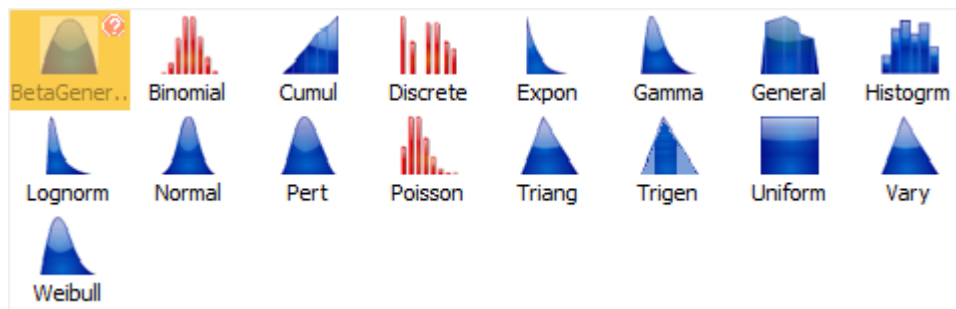 BetaGener.. Binomial Cumul Discrete Expon Gamma General Histogrm
Lognorm Normal Pert Poisson Triang Trigen Uniform Vary
Weibull